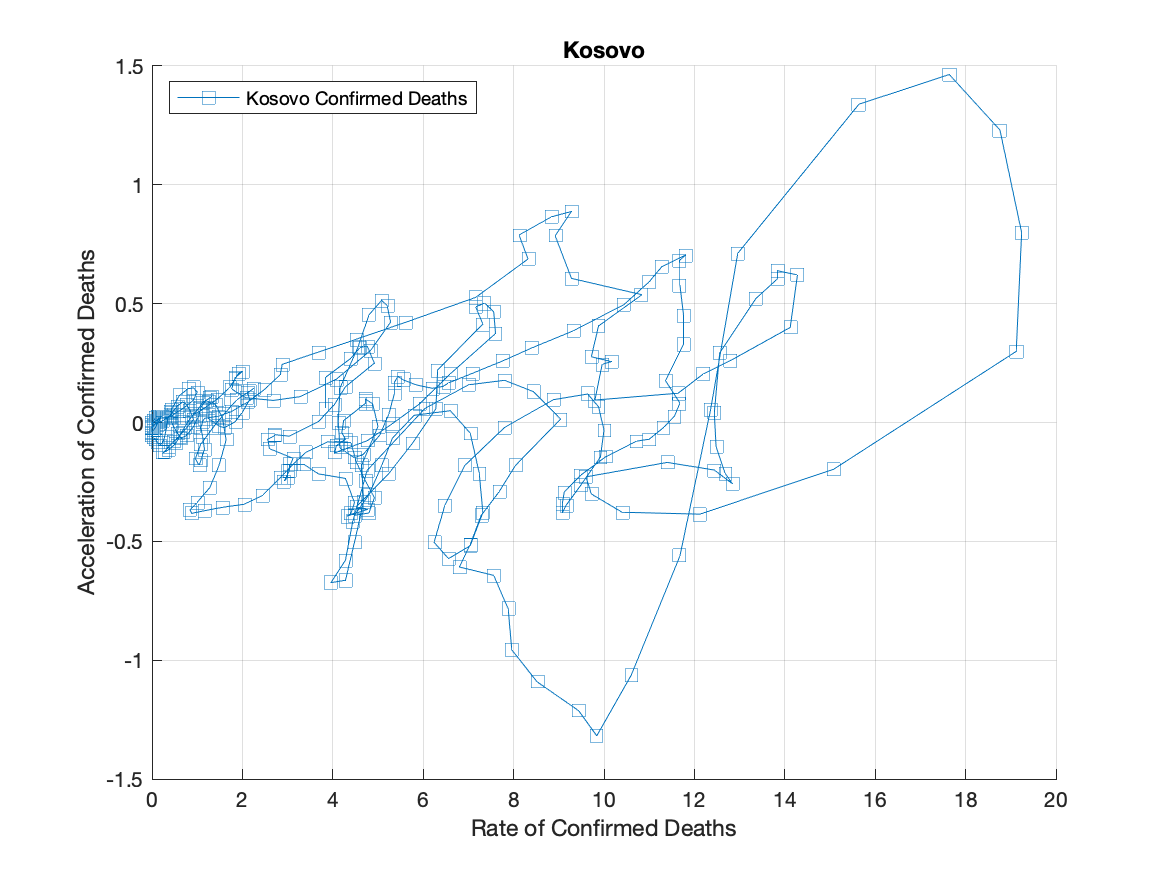 Kosovo
Kosovo Confirmed Deaths
1.5
1
0.5
0
-0.5
-1
-1.5
Acceleration of Confirmed Deaths
0 2 4 6 8 10 12 14 16 18 20
Rate of Confirmed Deaths